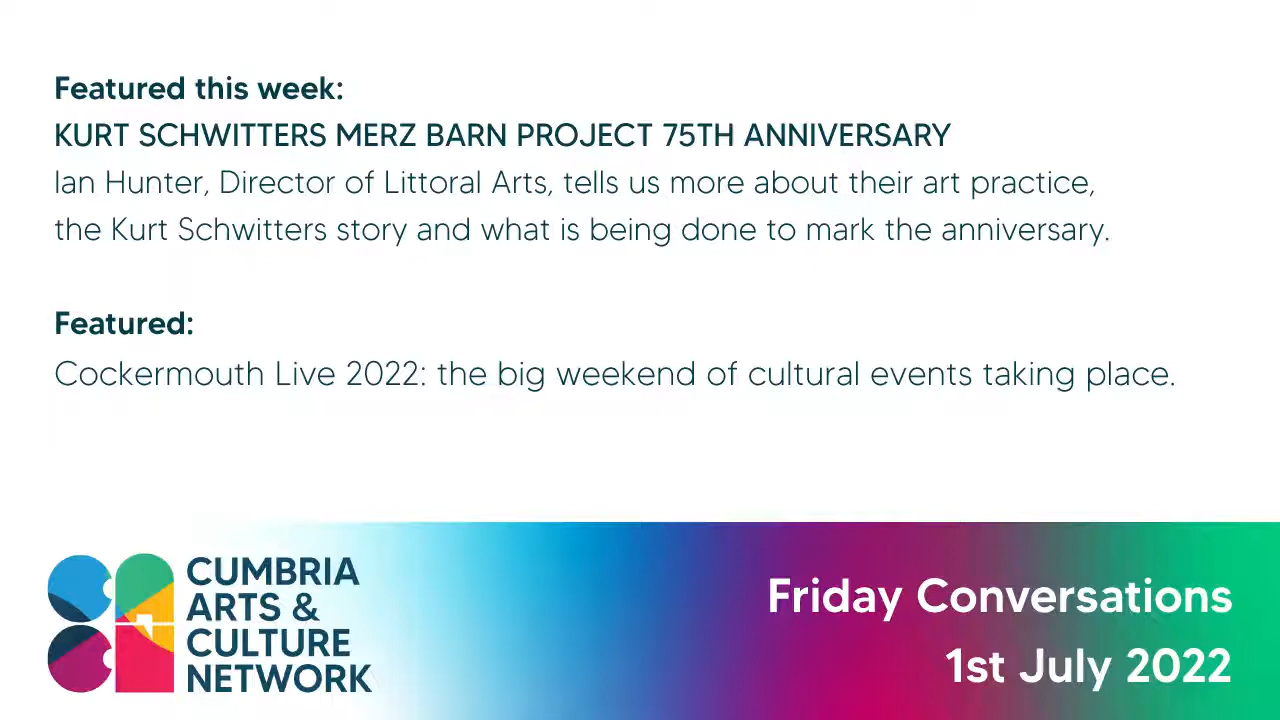 Featured this week:
KURT SCHWITTERS MERZ BARN PROJECT 75TH ANNIVERSARY
Ian Hunter, Director of Littoral Arts, tells us more about their art practice,
the Kurt Schwitters story and what is being done to mark the anniversary.
Featured:
Cockermouth Live 2022: the big weekend of cultural events taking place.
CUMBRIA
ARTS &
CULTURE
NETWORK
Friday Conversations
1st July 2022